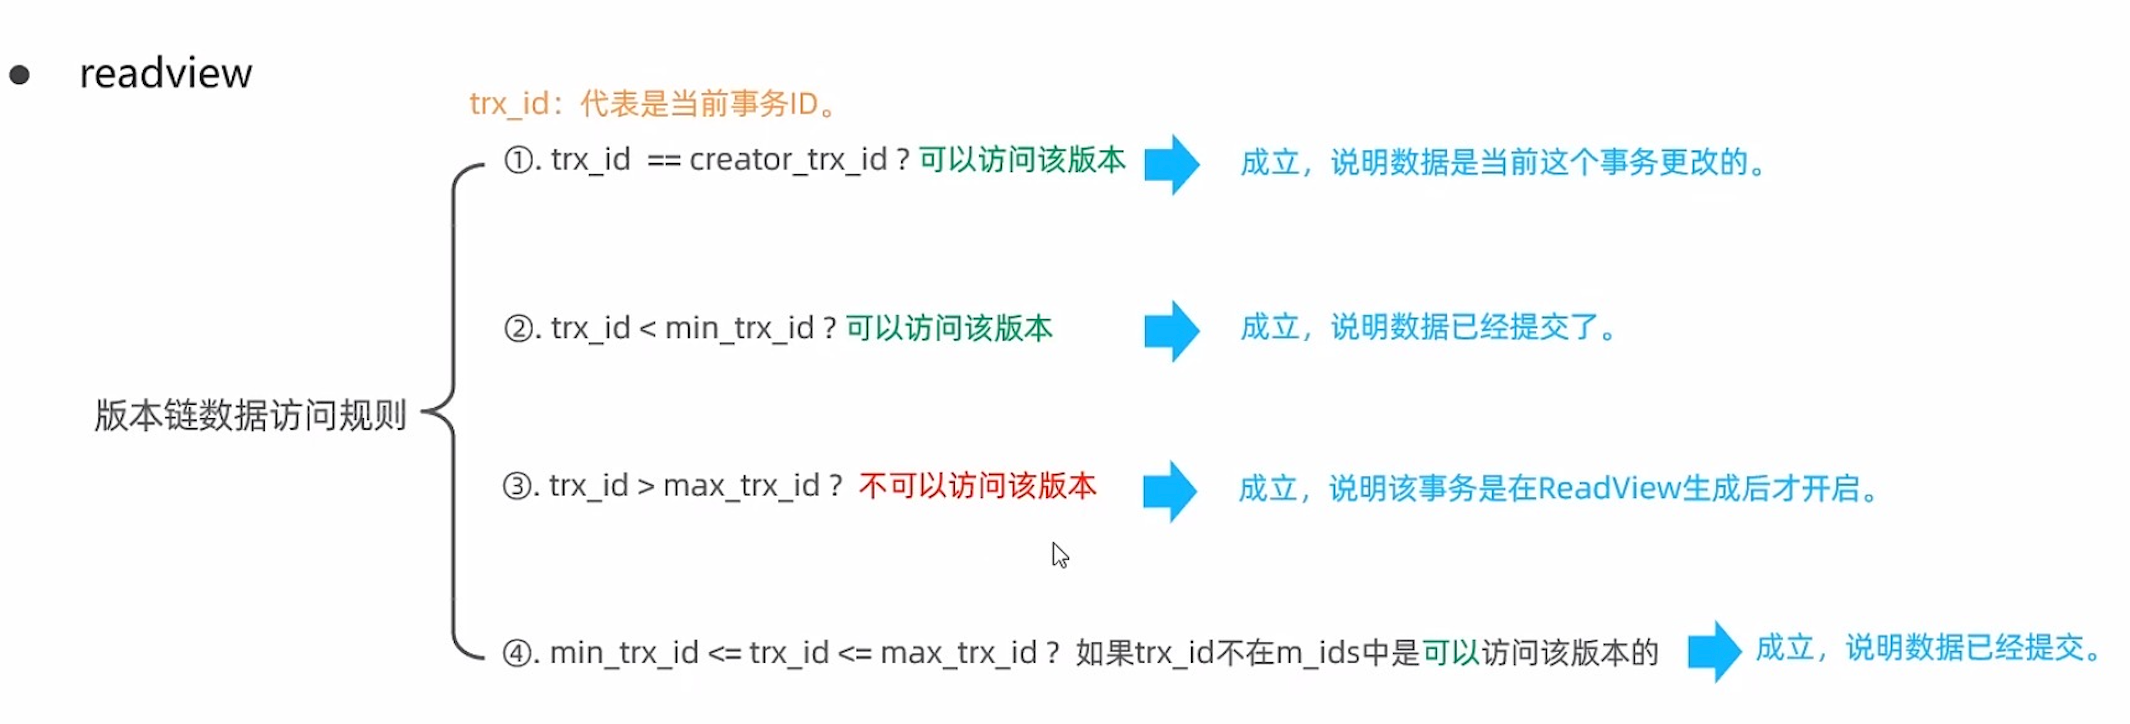 ● readview
trx_id：代表是当前事务ID。
①. trx_id == creator_trx_id ? 可以访问该版本
成立，说明数据是当前这个事务更改的。
②. trx_id < min_trx_id ? 可以访问该版本
成立，说明数据已经提交了。
版本链数据访问规则
③. trx_id > max_trx_id ? 不可以访问该版本
成立，说明该事务是在ReadView生成后才开启。
④. min_trx_id <= trx_id <= max_trx_id ? 如果trx_id不在m_ids中是可以访问该版本的
成立，说明数据已经提交。